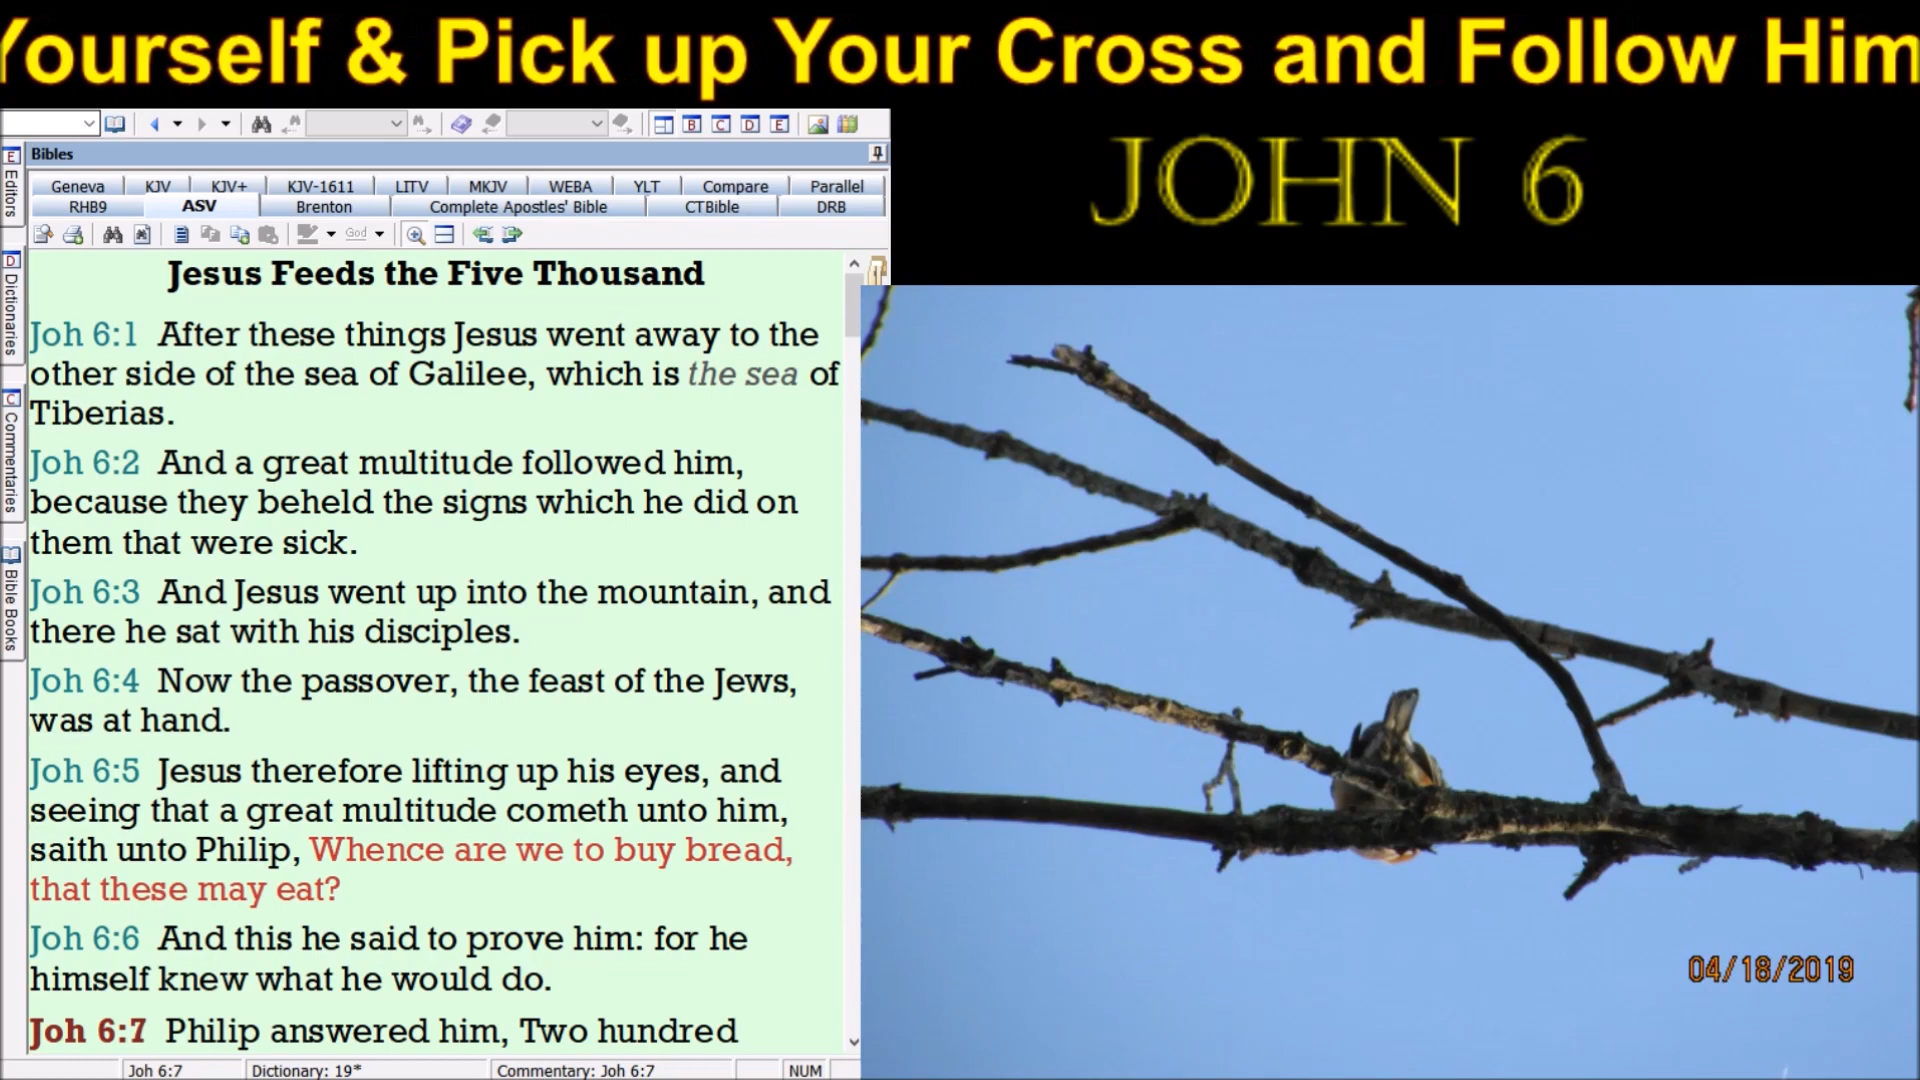 Yourself & Pick up Your Cross and Follow Him
JOHN 6
Bibles
Geneva KJV KJV+ KJV-1611 LITV MKJV WEBA YLT Compare Parallel
RHB9 ASV Brenton Complete Apostles' Bible CTBible DRB
God
E Editors
D Dictionaries
C Commentaries
Bible Books
B C D E
Jesus Feeds the Five Thousand
Joh 6:1 After these things Jesus went away to the
other side of the sea of Galilee, which is the sea of
Tiberias.
Joh 6:2 And a great multitude followed him,
because they beheld the signs which he did on
them that were sick.
Joh 6:3 And Jesus went up into the mountain, and
there he sat with his disciples.
Joh 6:4 Now the passover, the feast of the Jews,
was at hand.
Joh 6:5 Jesus therefore lifting up his eyes, and
seeing that a great multitude cometh unto him,
saith unto Philip, Whence are we to buy bread,
that these may eat?
Joh 6:6 And this he said to prove him: for he
himself knew what he would do.
Joh 6:7 Philip answered him, Two hundred
Joh 6:7 Dictionary: 19* Commentary: Joh 6:7 NUM
04/18/2019